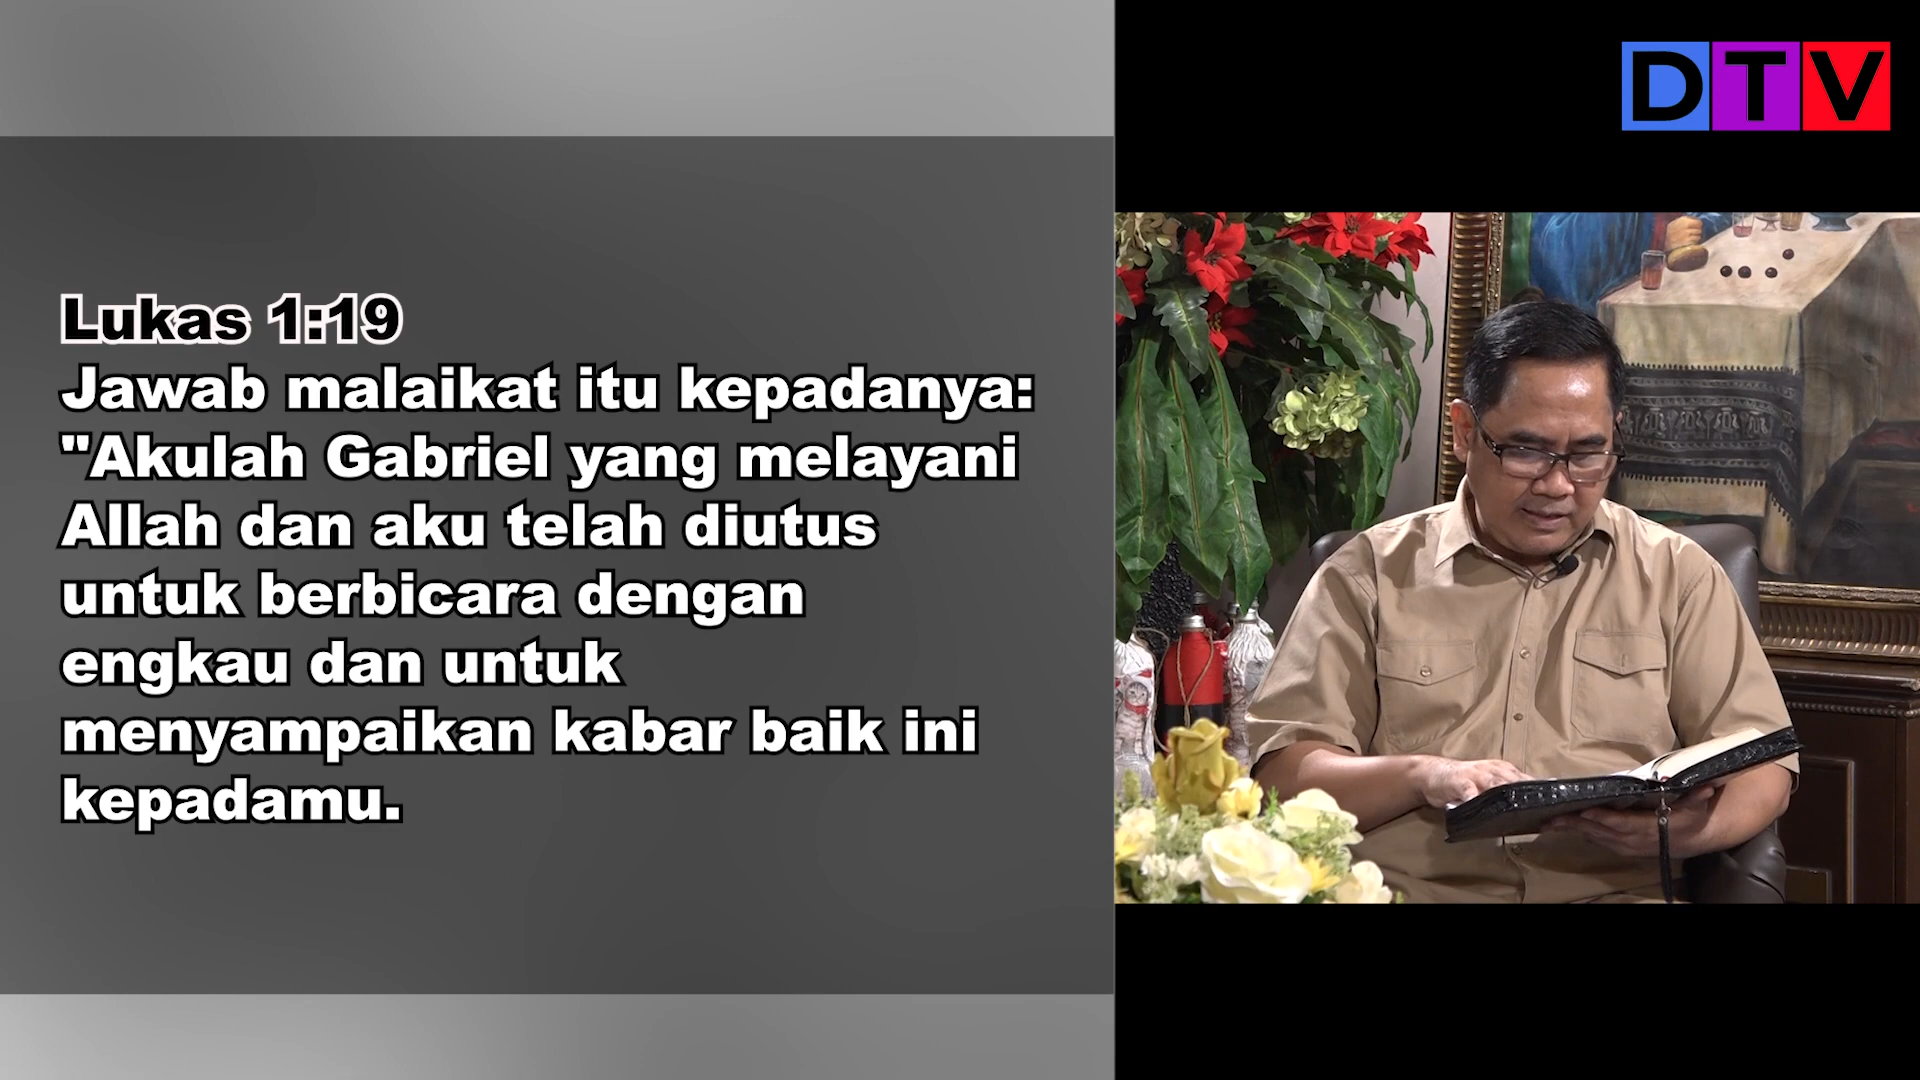 Lukas 1:19
Jawab malaikat itu kepadanya:
"Akulah Gabriel yang melayani
Allah dan aku telah diutus
untuk berbicara dengan
engkau dan untuk
menyampaikan kabar baik ini
kepadamu.
DTV